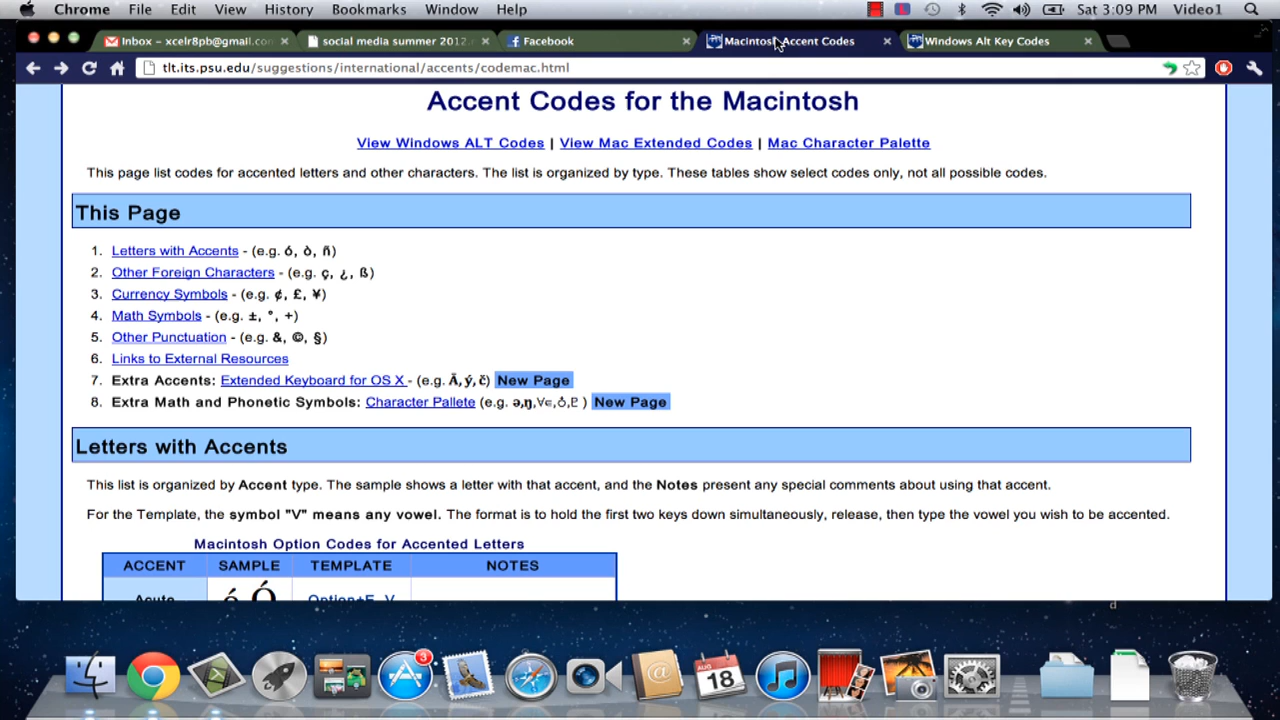 Chrome File Edit View History Bookmarks Window Help Sat 3:09 PM Video1
Inbox – xcelr8pb@gmail.con social media summer 2012. Facebook Macintosh Accent Codes Windows Alt Key Codes
tlt.its.psu.edu/suggestions/international/accents/codemac.html
Accent Codes for the Macintosh
View Windows ALT Codes | View Mac Extended Codes | Mac Character Palette
This page list codes for accented letters and other characters. The list is organized by type. These tables show select codes only, not all possible codes.
This Page
1. Letters with Accents - (e.g. ó, ò, ñ)
2. Other Foreign Characters - (e.g. ç, ¿, ß)
3. Currency Symbols - (e.g. ¢, £, ¥)
4. Math Symbols - (e.g. ±, °, ÷)
5. Other Punctuation - (e.g. &, ©, §)
6. Links to External Resources
7. Extra Accents: Extended Keyboard for OS X - (e.g. Ā, ý, č) New Page
8. Extra Math and Phonetic Symbols: Character Pallete (e.g. ə,ŋ,∀∊,♁,♇ ) New Page
Letters with Accents
This list is organized by Accent type. The sample shows a letter with that accent, and the Notes present any special comments about using that accent.
For the Template, the symbol "V" means any vowel. The format is to hold the first two keys down simultaneously, release, then type the vowel you wish to be accented.
Macintosh Option Codes for Accented Letters
ACCENT SAMPLE TEMPLATE NOTES
Acute ó Ó Option+E, V
d
3
AUG
18